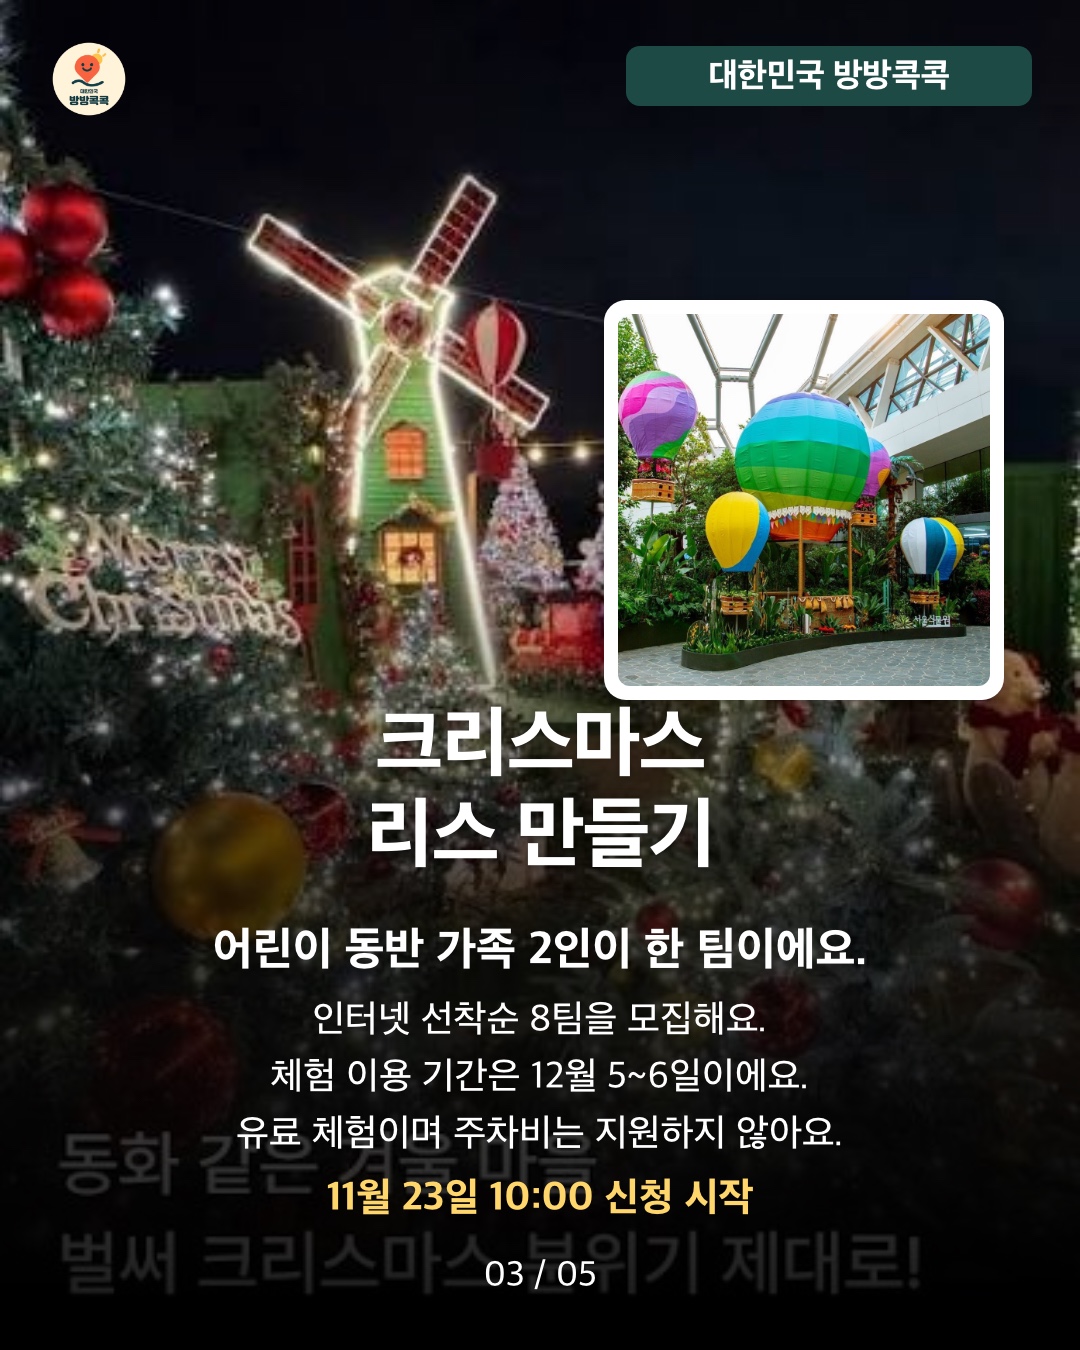 대한민국
방방콕콕
대한민국 방방콕콕
Merry
Christmas
서울식물원
크리스마스
리스 만들기
어린이 동반 가족 2인이 한 팀이에요.
인터넷 선착순 8팀을 모집해요.
체험 이용 기간은 12월 5~6일이에요.
유료 체험이며 주차비는 지원하지 않아요.
동화 같은 겨울 마을
11월 23일 10:00 신청 시작
벌써 크리스마스 분위기 제대로!
03 / 05